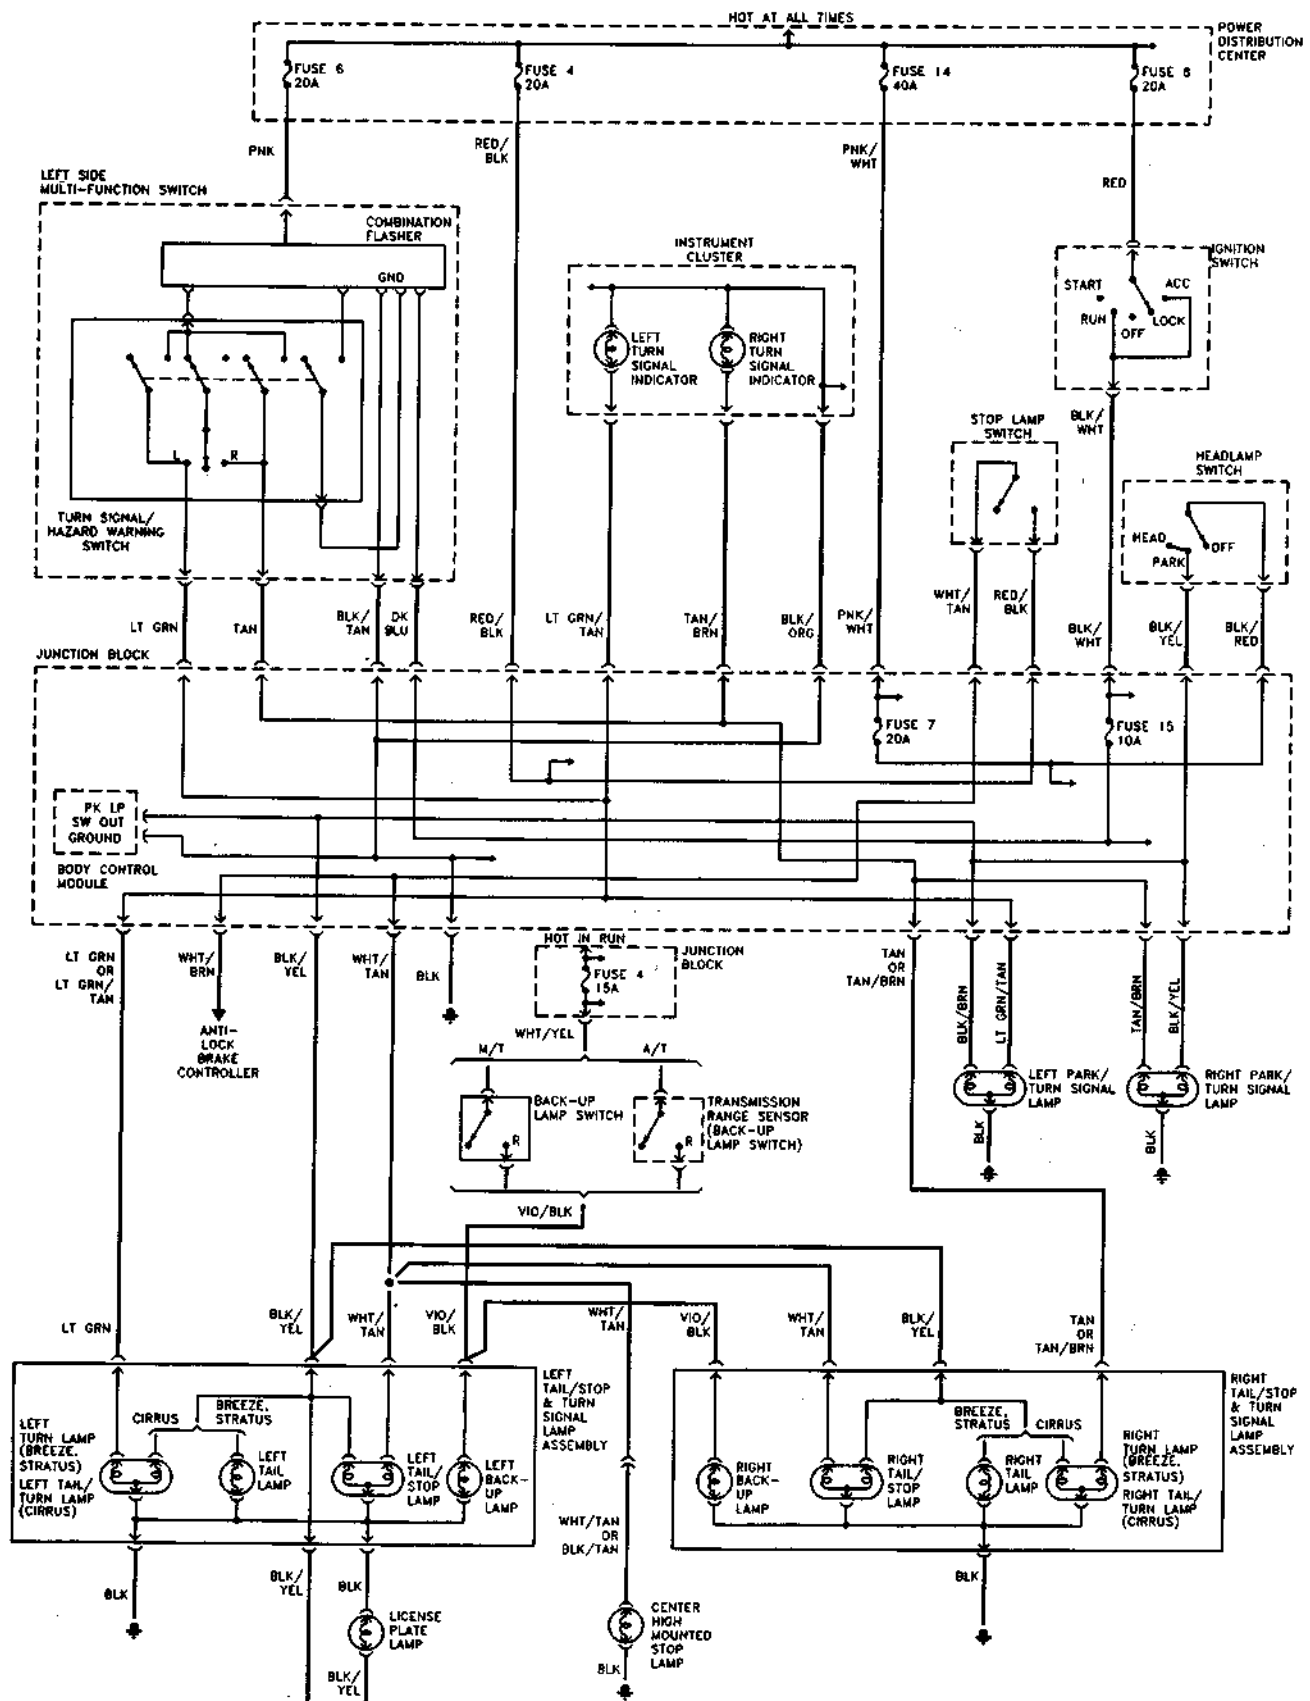 HOT AT ALL TIMES
POWER
DISTRIBUTION
CENTER
FUSE 6
20A
FUSE 4
20A
FUSE 14
40A
FUSE 8
20A
PNK
RED/
BLK
PNK/
WHT
RED
LEFT SIDE
MULTI-FUNCTION SWITCH
COMBINATION
FLASHER
GND
INSTRUMENT
CLUSTER
LEFT
TURN
SIGNAL
INDICATOR
RIGHT
TURN
SIGNAL
INDICATOR
IGNITION
SWITCH
START
ACC
RUN
OFF
LOCK
BLK/
WHT
STOP LAMP
SWITCH
HEADLAMP
SWITCH
HEAD
PARK
OFF
L
R
TURN SIGNAL/
HAZARD WARNING
SWITCH
LT GRN
TAN
BLK/
TAN
DK
BLU
RED/
BLK
LT GRN/
TAN
TAN/
BRN
BLK/
ORG
PNK/
WHT
WHT/
TAN
RED/
BLK
BLK/
WHT
BLK/
YEL
BLK/
RED
JUNCTION BLOCK
FUSE 7
20A
FUSE 15
10A
PK LP
SW OUT
GROUND
BODY CONTROL
MODULE
LT GRN
OR
LT GRN/
TAN
WHT/
BRN
BLK/
YEL
WHT/
TAN
BLK
HOT IN RUN
FUSE 4
15A
JUNCTION
BLOCK
TAN
OR
TAN/BRN
BLK/BRN
LT GRN/TAN
TAN/BRN
BLK/YEL
ANTI-
LOCK
BRAKE
CONTROLLER
WHT/YEL
M/T
A/T
BACK-UP
LAMP SWITCH
R
TRANSMISSION
RANGE SENSOR
(BACK-UP
LAMP SWITCH)
R
LEFT PARK/
TURN SIGNAL
LAMP
RIGHT PARK/
TURN SIGNAL
LAMP
BLK
BLK
VIO/BLK
LT GRN
BLK/
YEL
WHT/
TAN
VIO/
BLK
WHT/
TAN
VIO/
BLK
WHT/
TAN
BLK/
YEL
TAN
OR
TAN/BRN
LEFT
TAIL/STOP
& TURN
SIGNAL
LAMP
ASSEMBLY
RIGHT
TAIL/STOP
& TURN
SIGNAL
LAMP
ASSEMBLY
LEFT
TURN LAMP
(BREEZE,
STRATUS)
LEFT TAIL/
TURN LAMP
(CIRRUS)
CIRRUS
BREEZE,
STRATUS
LEFT
TAIL
LAMP
LEFT
TAIL/
STOP LAMP
LEFT
BACK-
UP LAMP
RIGHT
BACK-
UP LAMP
RIGHT
TAIL/
STOP
LAMP
BREEZE,
STRATUS
CIRRUS
RIGHT
TAIL
LAMP
RIGHT
TURN LAMP
(BREEZE,
STRATUS)
RIGHT TAIL/
TURN LAMP
(CIRRUS)
WHT/TAN
OR
BLK/TAN
BLK
BLK/
YEL
BLK
LICENSE
PLATE
LAMP
BLK/
YEL
CENTER
HIGH
MOUNTED
STOP
LAMP
BLK
BLK